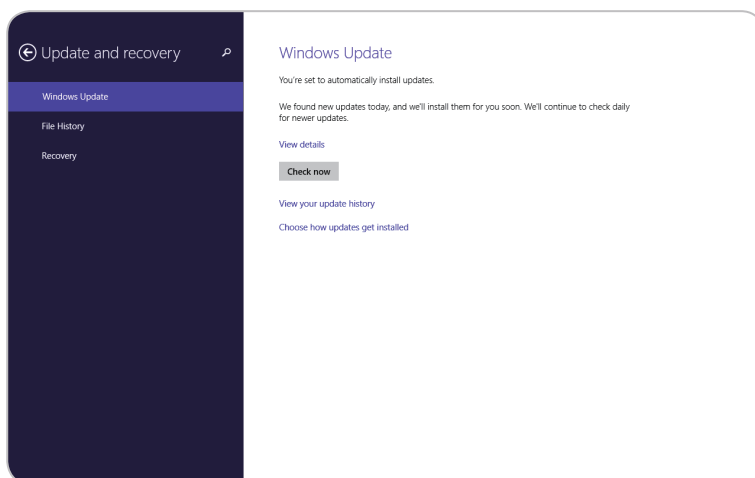 Update and recovery
Windows Update
File History
Recovery
Windows Update
You're set to automatically install updates.
We found new updates today, and we'll install them for you soon. We'll continue to check daily
for newer updates.
View details
Check now
View your update history
Choose how updates get installed